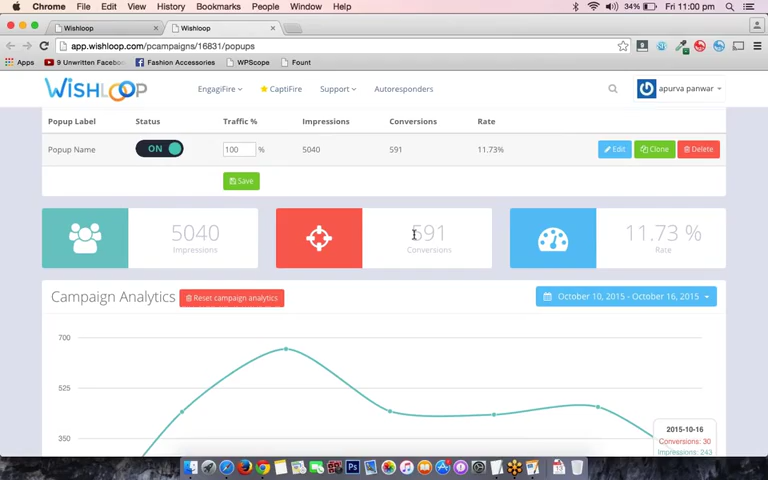 Chrome File Edit View History Bookmarks People Window Help 34% Fri 11:00 PM
Wishloop Wishloop
app.wishloop.com/pcampaigns/16831/popups
Apps 9 Unwritten Facebo Fashion Accessories WPScope Fount
WISHLOOP EngagiFire CaptiFire Support Autoresponders apurva panwar
Popup Label Status Traffic % Impressions Conversions Rate
Popup Name ON 100 % 5040 591 11.73% Edit Clone Delete
Save
5040 591 11.73 %
Impressions Conversions Rate
Campaign Analytics Reset campaign analytics October 10, 2015 - October 16, 2015
700
525
350
2015-10-16
Conversions: 30
Impressions: 243